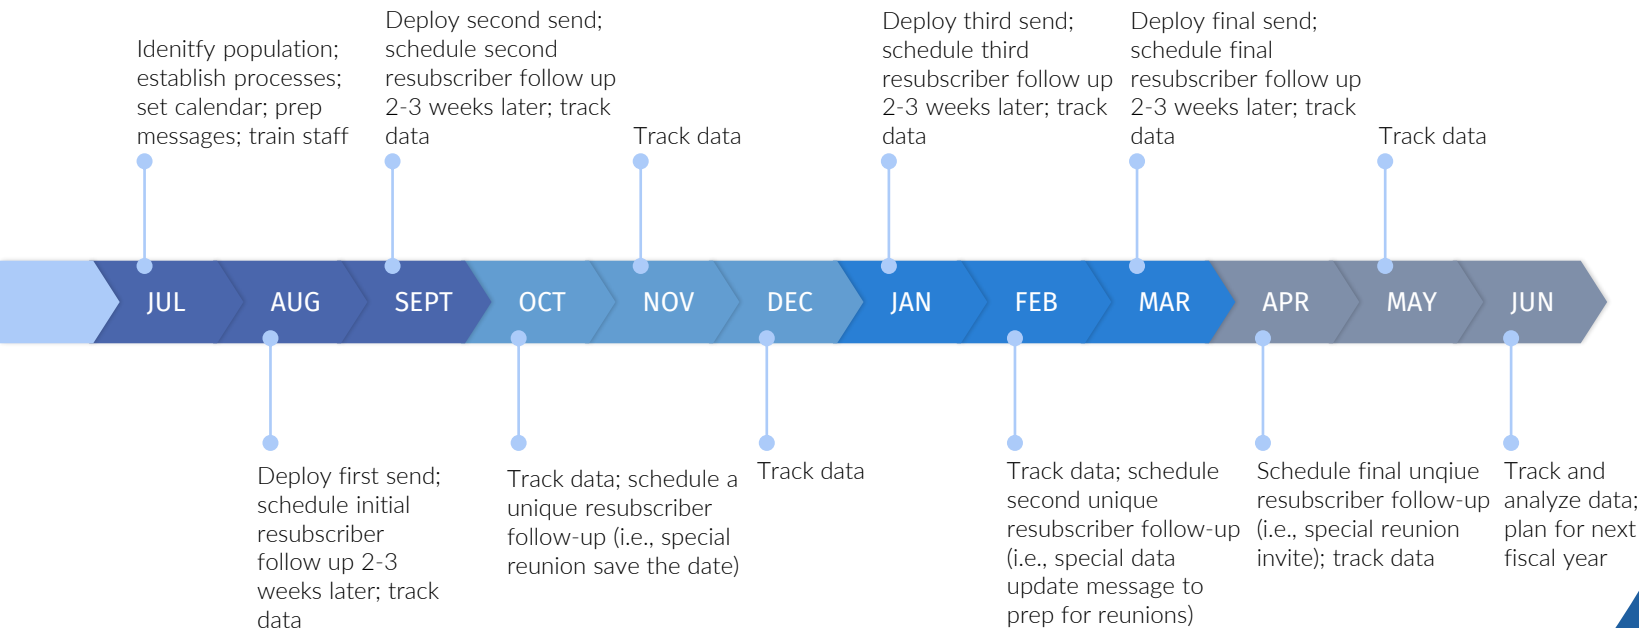 Idenitfy population;
establish processes;
set calendar; prep
messages; train staff
Deploy second send;
schedule second
resubscriber follow up
2-3 weeks later; track
data
Track data
Deploy third send;
schedule third
resubscriber follow up
2-3 weeks later; track
data
Deploy final send;
schedule final
resubscriber follow up
2-3 weeks later; track
data
Track data
JUL
AUG
SEPT
OCT
NOV
DEC
JAN
FEB
MAR
APR
MAY
JUN
Deploy first send;
schedule initial
resubscriber
follow up 2-3
weeks later; track
data
Track data; schedule a
unique resubscriber
follow-up (i.e., special
reunion save the date)
Track data
Track data; schedule
second unique
resubscriber follow-up
(i.e., special data
update message to
prep for reunions)
Schedule final unqiue
resubscriber follow-up
(i.e., special reunion
invite); track data
Track and
analyze data;
plan for next
fiscal year